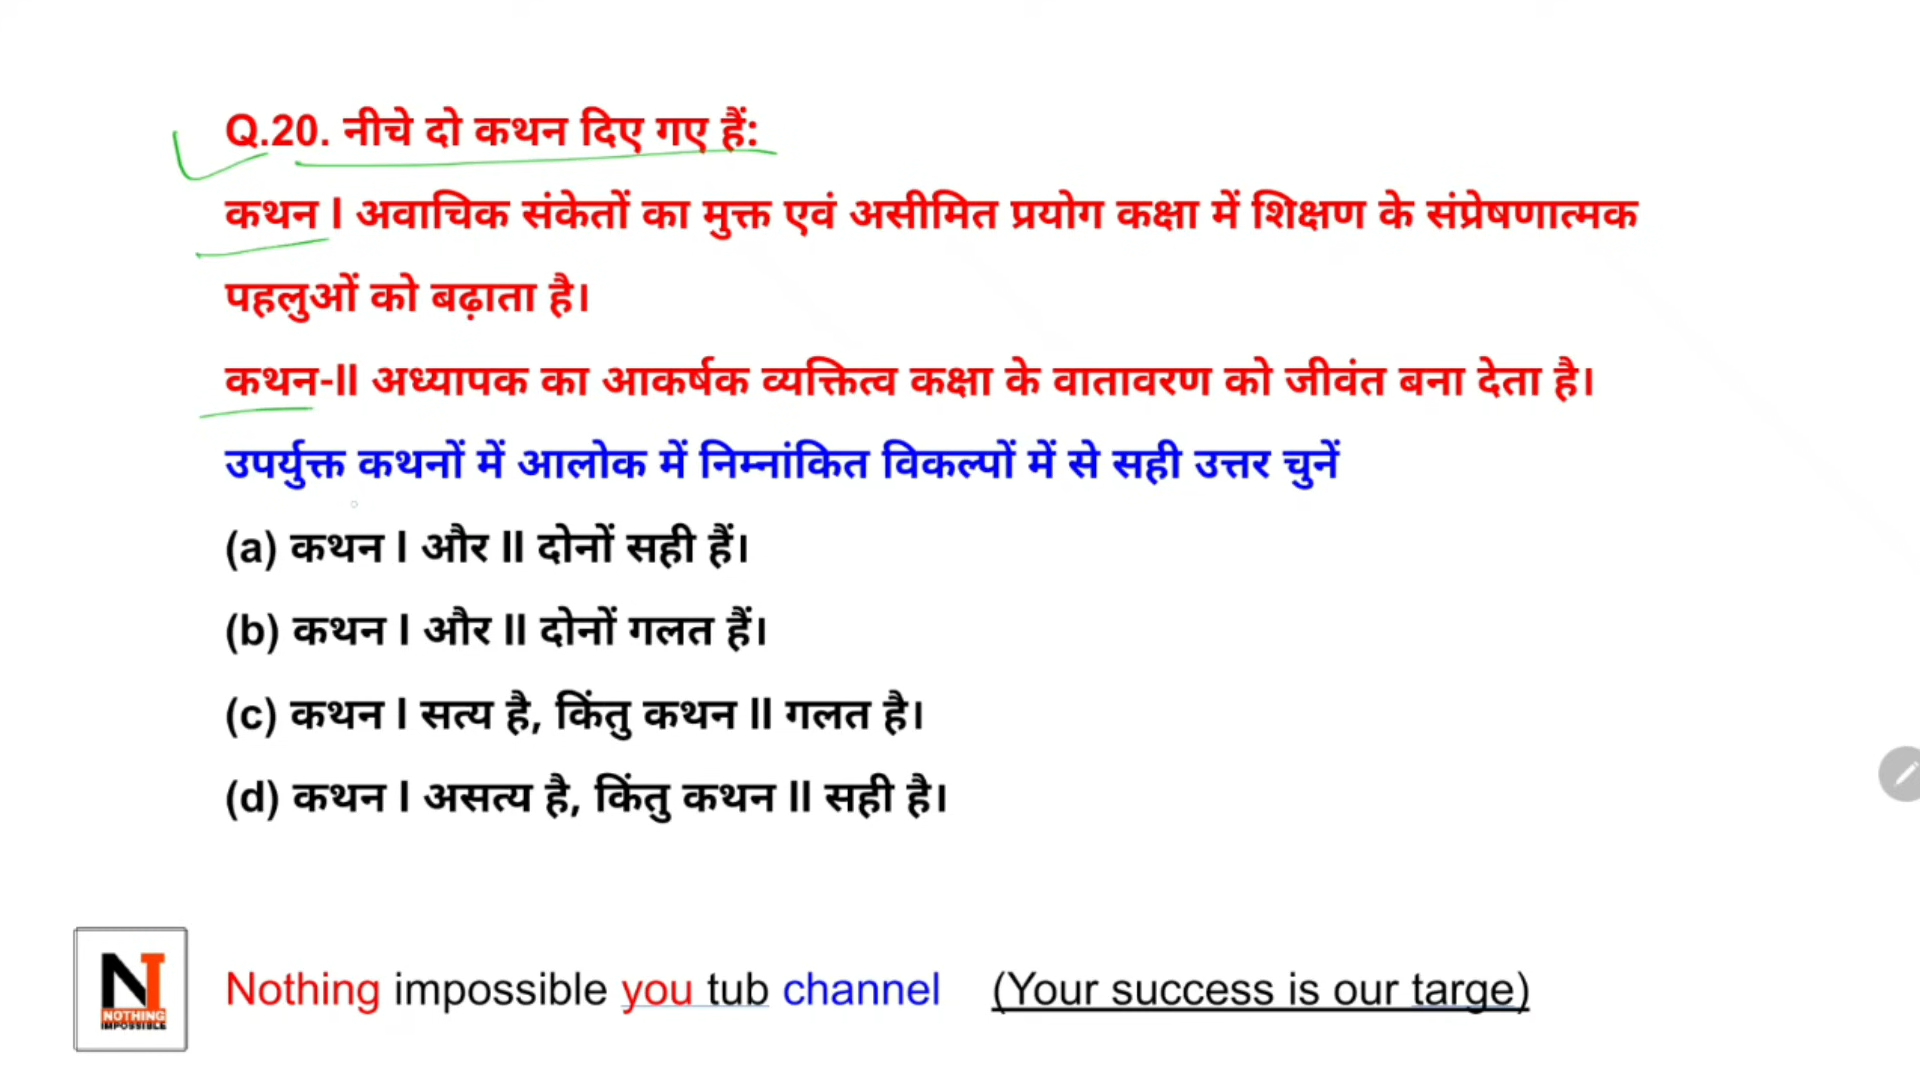 Q.20. नीचे दो कथन दिए गए हैं:
कथन I अवाचिक संकेतों का मुक्त एवं असीमित प्रयोग कक्षा में शिक्षण के संप्रेषणात्मक
पहलुओं को बढ़ाता है।
कथन-II अध्यापक का आकर्षक व्यक्तित्व कक्षा के वातावरण को जीवंत बना देता है।
उपर्युक्त कथनों में आलोक में निम्नांकित विकल्पों में से सही उत्तर चुनें
(a) कथन I और II दोनों सही हैं।
(b) कथन I और II दोनों गलत हैं।
(c) कथन I सत्य है, किंतु कथन II गलत है।
(d) कथन I असत्य है, किंतु कथन II सही है।
NI
NOTHING
IMPOSSIBLE
Nothing impossible you tub channel (Your success is our targe)